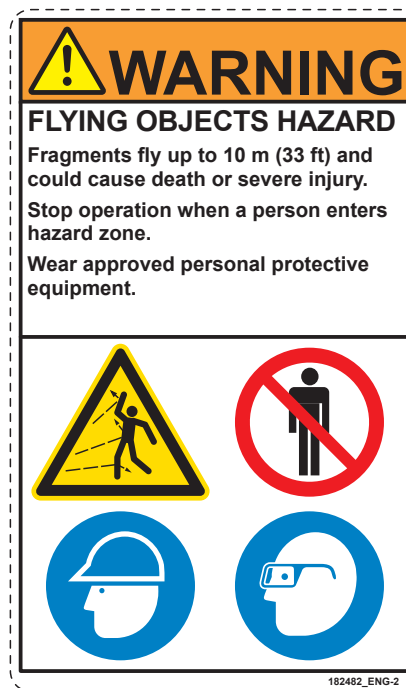 WARNING
FLYING OBJECTS HAZARD
Fragments fly up to 10 m (33 ft) and
could cause death or severe injury.
Stop operation when a person enters
hazard zone.
Wear approved personal protective
equipment.
182482_ENG-2